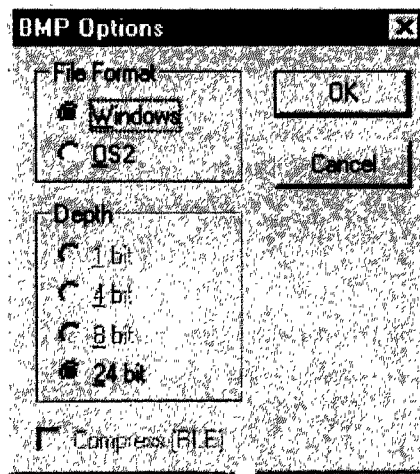 BMP Options
File Format
Windows
OS2
OK
Cancel
Depth
1 bit
4 bit
8 bit
24 bit
Compress (RLE)